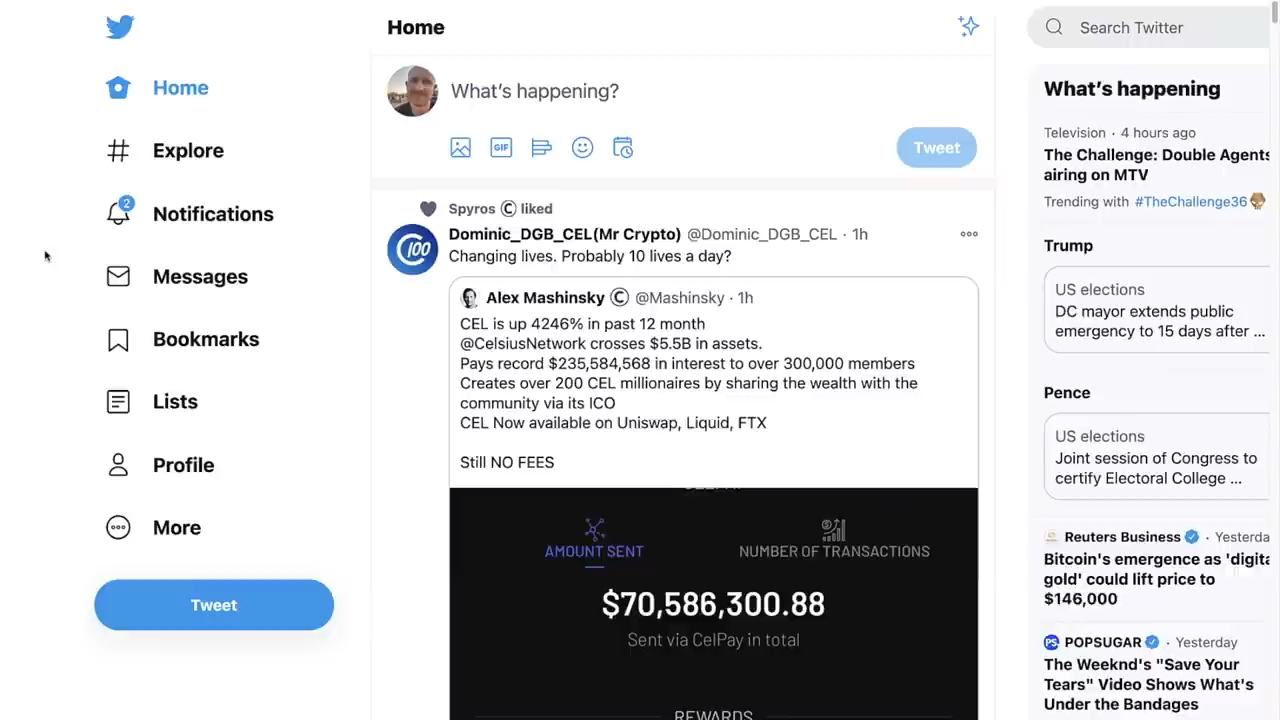 Home
Explore
2
Notifications
Messages
Bookmarks
Lists
Profile
More
Tweet
Home
What's happening?
GIF
Tweet
Spyros © liked
Dominic_DGB_CEL(Mr Crypto) @Dominic_DGB_CEL · 1h
Changing lives. Probably 10 lives a day?
C100
Alex Mashinsky © @Mashinsky · 1h
CEL is up 4246% in past 12 month
@CelsiusNetwork crosses $5.5B in assets.
Pays record $235,584,568 in interest to over 300,000 members
Creates over 200 CEL millionaires by sharing the wealth with the
community via its ICO
CEL Now available on Uniswap, Liquid, FTX
Still NO FEES
AMOUNT SENT
NUMBER OF TRANSACTIONS
$70,586,300.88
Sent via CelPay in total
REWARDS
Search Twitter
What's happening
Television · 4 hours ago
The Challenge: Double Agents
airing on MTV
Trending with #TheChallenge36
Trump
US elections
DC mayor extends public
emergency to 15 days after ...
Pence
US elections
Joint session of Congress to
certify Electoral College ...
Reuters Business · Yesterda
Bitcoin's emergence as 'digita
gold' could lift price to
$146,000
PS POPSUGAR · Yesterday
The Weeknd's "Save Your
Tears" Video Shows What's
Under the Bandages